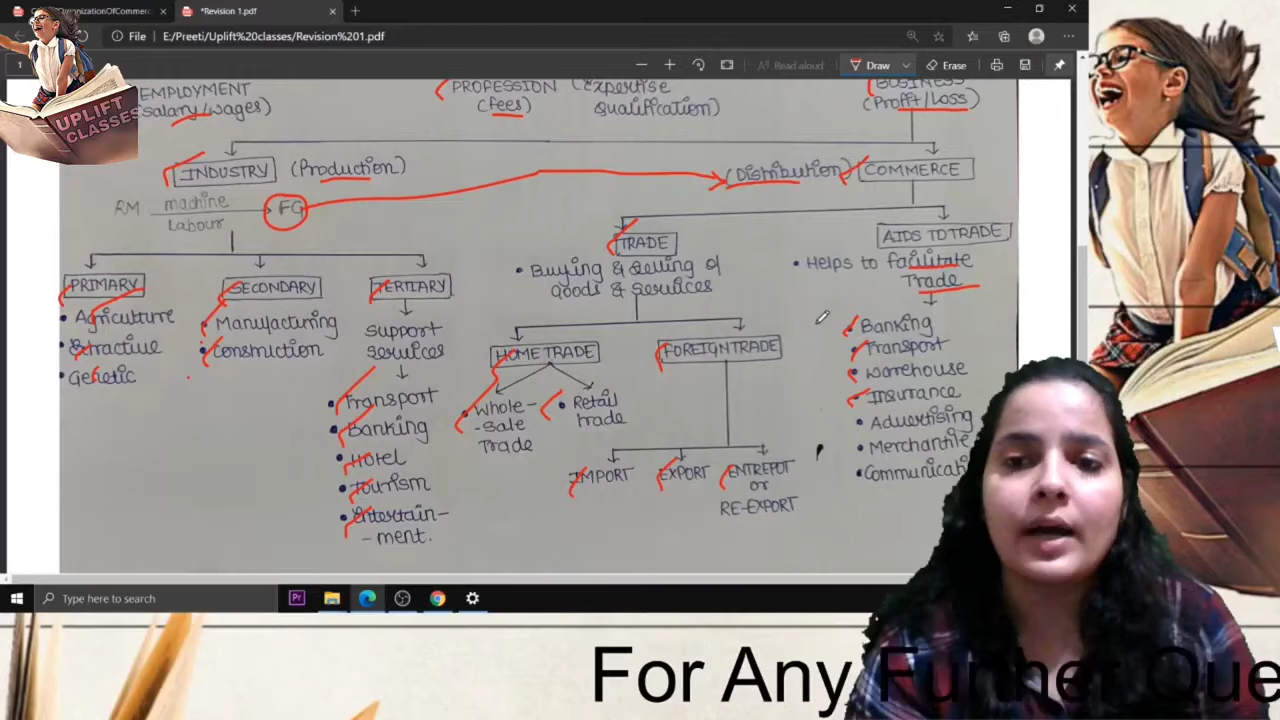 *Revision 1.pdf
File
E:/Preeti/Uplift%20classes/Revision%201.pdf
1
Read aloud
Draw
Erase
UPLIFT
CLASSES
EMPLOYMENT
(salary/wages)
PROFESSION (Expertise
(fees) qualification)
BUSINESS
(Profit/Loss)
INDUSTRY (Production)
(Distribution) COMMERCE
RM machine FG
Labour
PRIMARY
• Agriculture
• Extractive
• Genetic
SECONDARY
• Manufacturing
• Construction
TERTIARY
support
services
• Transport
• Banking
• Hotel
• Tourism
• Entertain-
-ment.
TRADE
• Buying & Selling of
Goods & Services
HOME TRADE
• Whole-
-Sale
Trade
• Retail
trade
FOREIGN TRADE
IMPORT
EXPORT
ENTREPOT
or
RE-EXPORT
AIDS TO TRADE
• Helps to facilitate
Trade
• Banking
• Transport
• Warehouse
• Insurance
• Advertising
• Merchantile
• Communicati
Type here to search
For Any Further Que